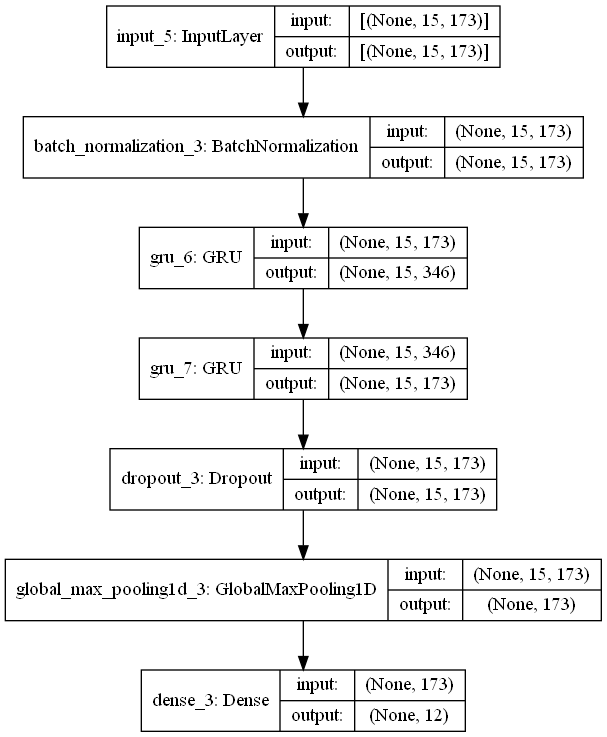 input_5: InputLayer
input: [(None, 15, 173)]
output: [(None, 15, 173)]
batch_normalization_3: BatchNormalization
input: (None, 15, 173)
output: (None, 15, 173)
gru_6: GRU
input: (None, 15, 173)
output: (None, 15, 346)
gru_7: GRU
input: (None, 15, 346)
output: (None, 15, 173)
dropout_3: Dropout
input: (None, 15, 173)
output: (None, 15, 173)
global_max_pooling1d_3: GlobalMaxPooling1D
input: (None, 15, 173)
output: (None, 173)
dense_3: Dense
input: (None, 173)
output: (None, 12)